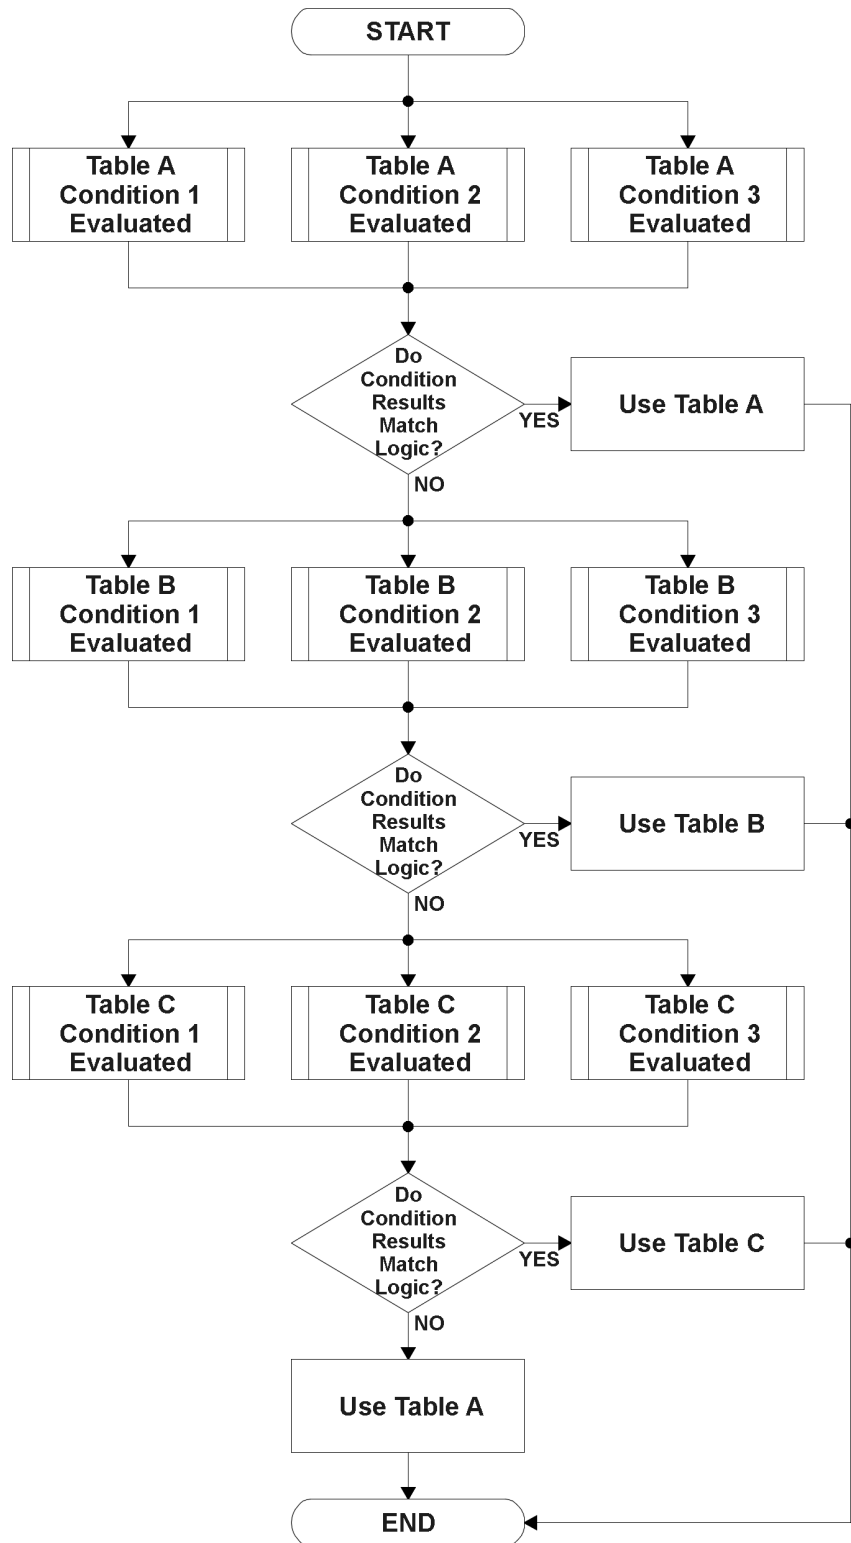 START
Table A
Condition 1
Evaluated
Table A
Condition 2
Evaluated
Table A
Condition 3
Evaluated
Do
Condition
Results
Match
Logic?
YES
Use Table A
NO
Table B
Condition 1
Evaluated
Table B
Condition 2
Evaluated
Table B
Condition 3
Evaluated
Do
Condition
Results
Match
Logic?
YES
Use Table B
NO
Table C
Condition 1
Evaluated
Table C
Condition 2
Evaluated
Table C
Condition 3
Evaluated
Do
Condition
Results
Match
Logic?
YES
Use Table C
NO
Use Table A
END